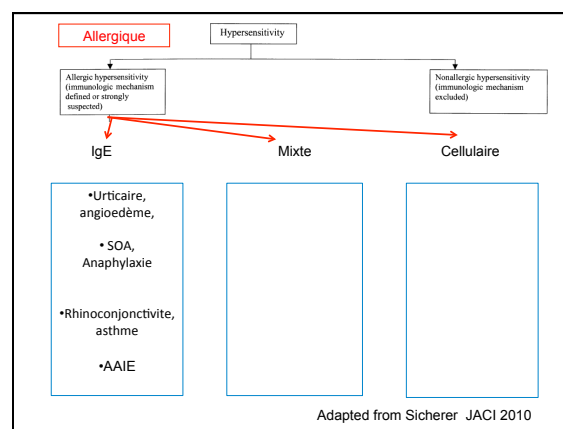 Allergique
Hypersensitivity
Allergic hypersensitivity
(immunologic mechanism
defined or strongly
suspected)
Nonallergic hypersensitivity
(immunologic mechanism
excluded)
IgE
Mixte
Cellulaire
•Urticaire,
angioedème,
•SOA,
Anaphylaxie
•Rhinoconjonctivite,
asthme
•AAIE
Adapted from Sicherer JACI 2010